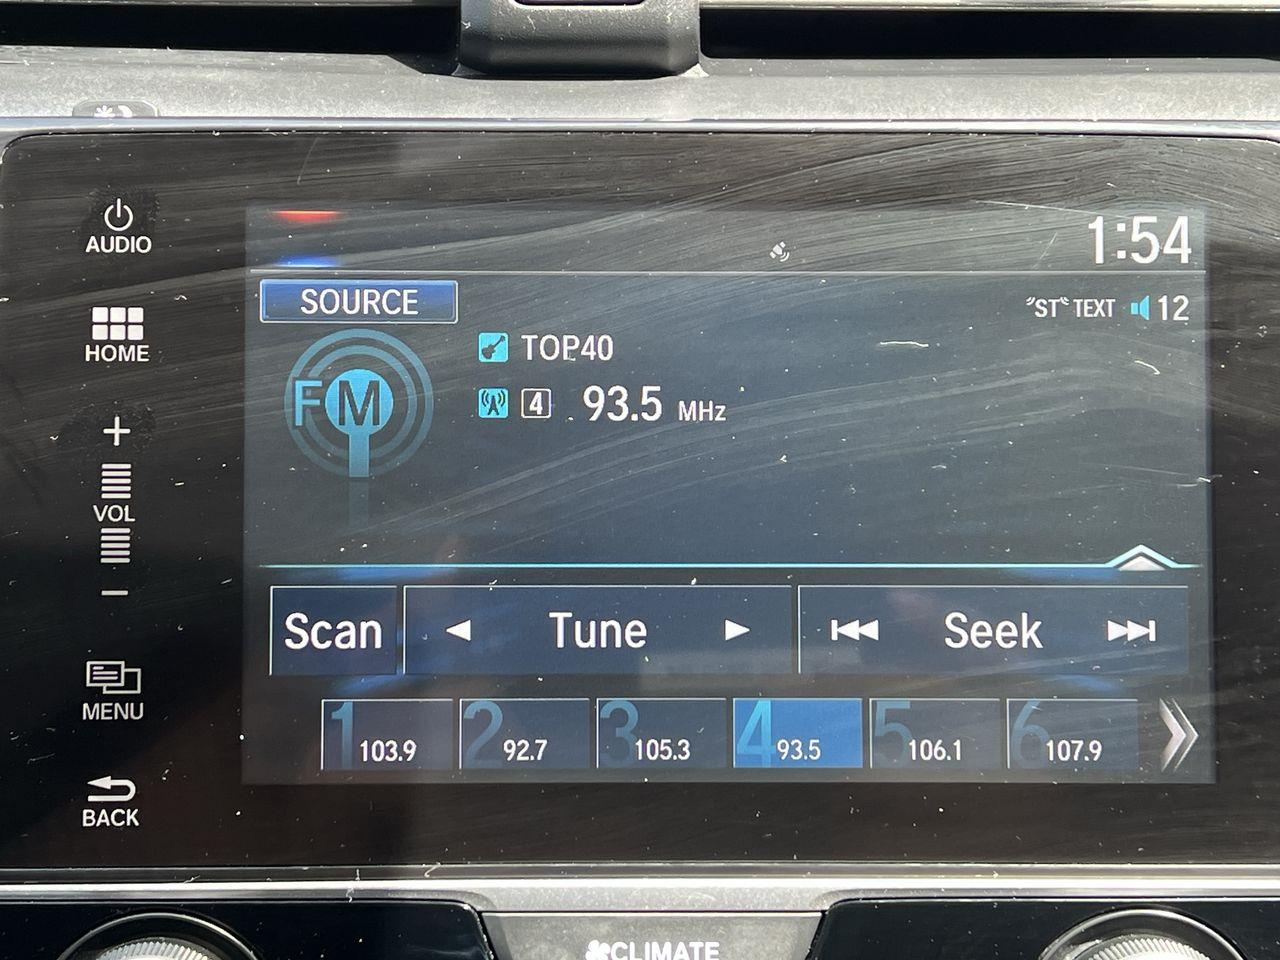 AUDIO
HOME
+
VOL
−
MENU
BACK
1:54
SOURCE
"ST" TEXT 12
FM
TOP40
4 93.5 MHz
Scan Tune Seek
1 103.9 2 92.7 3 105.3 4 93.5 5 106.1 6 107.9
CLIMATE